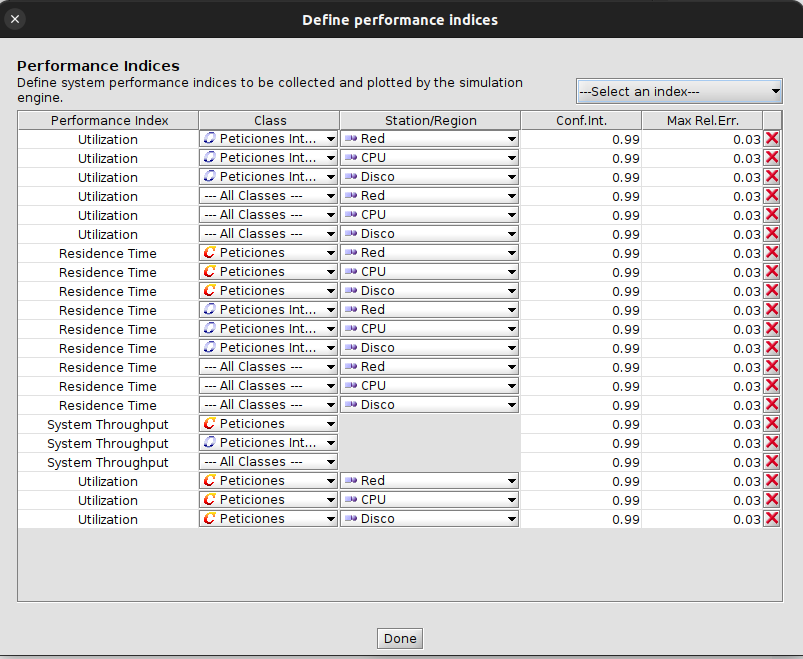 Define performance indices
Performance Indices
Define system performance indices to be collected and plotted by the simulation
engine.
---Select an index---
Performance Index Class Station/Region Conf.Int. Max Rel.Err.
Utilization Peticiones Int... Red 0.99 0.03
Utilization Peticiones Int... CPU 0.99 0.03
Utilization Peticiones Int... Disco 0.99 0.03
Utilization --- All Classes --- Red 0.99 0.03
Utilization --- All Classes --- CPU 0.99 0.03
Utilization --- All Classes --- Disco 0.99 0.03
Residence Time Peticiones Red 0.99 0.03
Residence Time Peticiones CPU 0.99 0.03
Residence Time Peticiones Disco 0.99 0.03
Residence Time Peticiones Int... Red 0.99 0.03
Residence Time Peticiones Int... CPU 0.99 0.03
Residence Time Peticiones Int... Disco 0.99 0.03
Residence Time --- All Classes --- Red 0.99 0.03
Residence Time --- All Classes --- CPU 0.99 0.03
Residence Time --- All Classes --- Disco 0.99 0.03
System Throughput Peticiones 0.99 0.03
System Throughput Peticiones Int... 0.99 0.03
System Throughput --- All Classes --- 0.99 0.03
Utilization Peticiones Red 0.99 0.03
Utilization Peticiones CPU 0.99 0.03
Utilization Peticiones Disco 0.99 0.03
Done